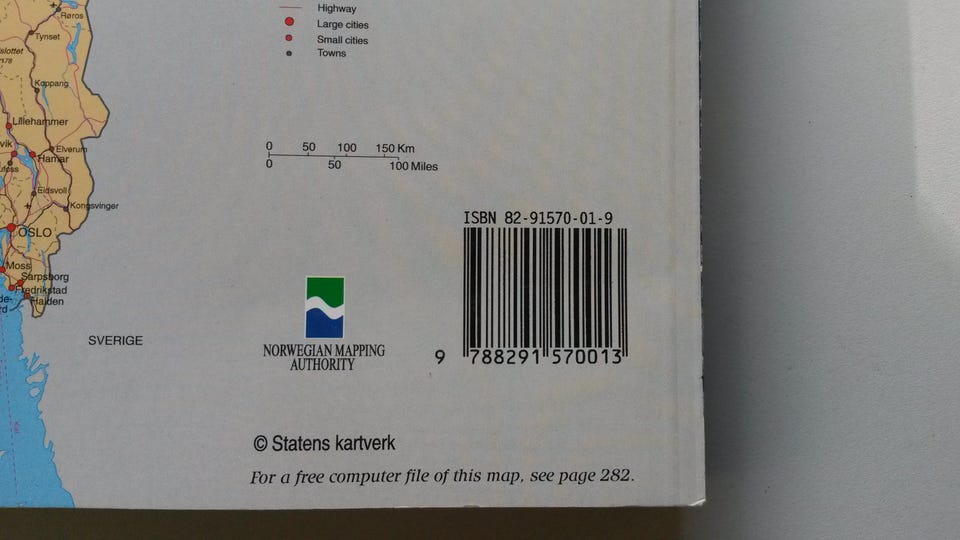 Røros
Tynset
Koppang
Lillehammer
vik
Elverum
Hamar
Eidsvoll
Kongsvinger
OSLO
Moss
Sarpsborg
Fredrikstad
Halden
SVERIGE
Highway
Large cities
Small cities
Towns
0 50 100 150 Km
0 50 100 Miles
ISBN 82-91570-01-9
9 788291 570013
NORWEGIAN MAPPING
AUTHORITY
© Statens kartverk
For a free computer file of this map, see page 282.